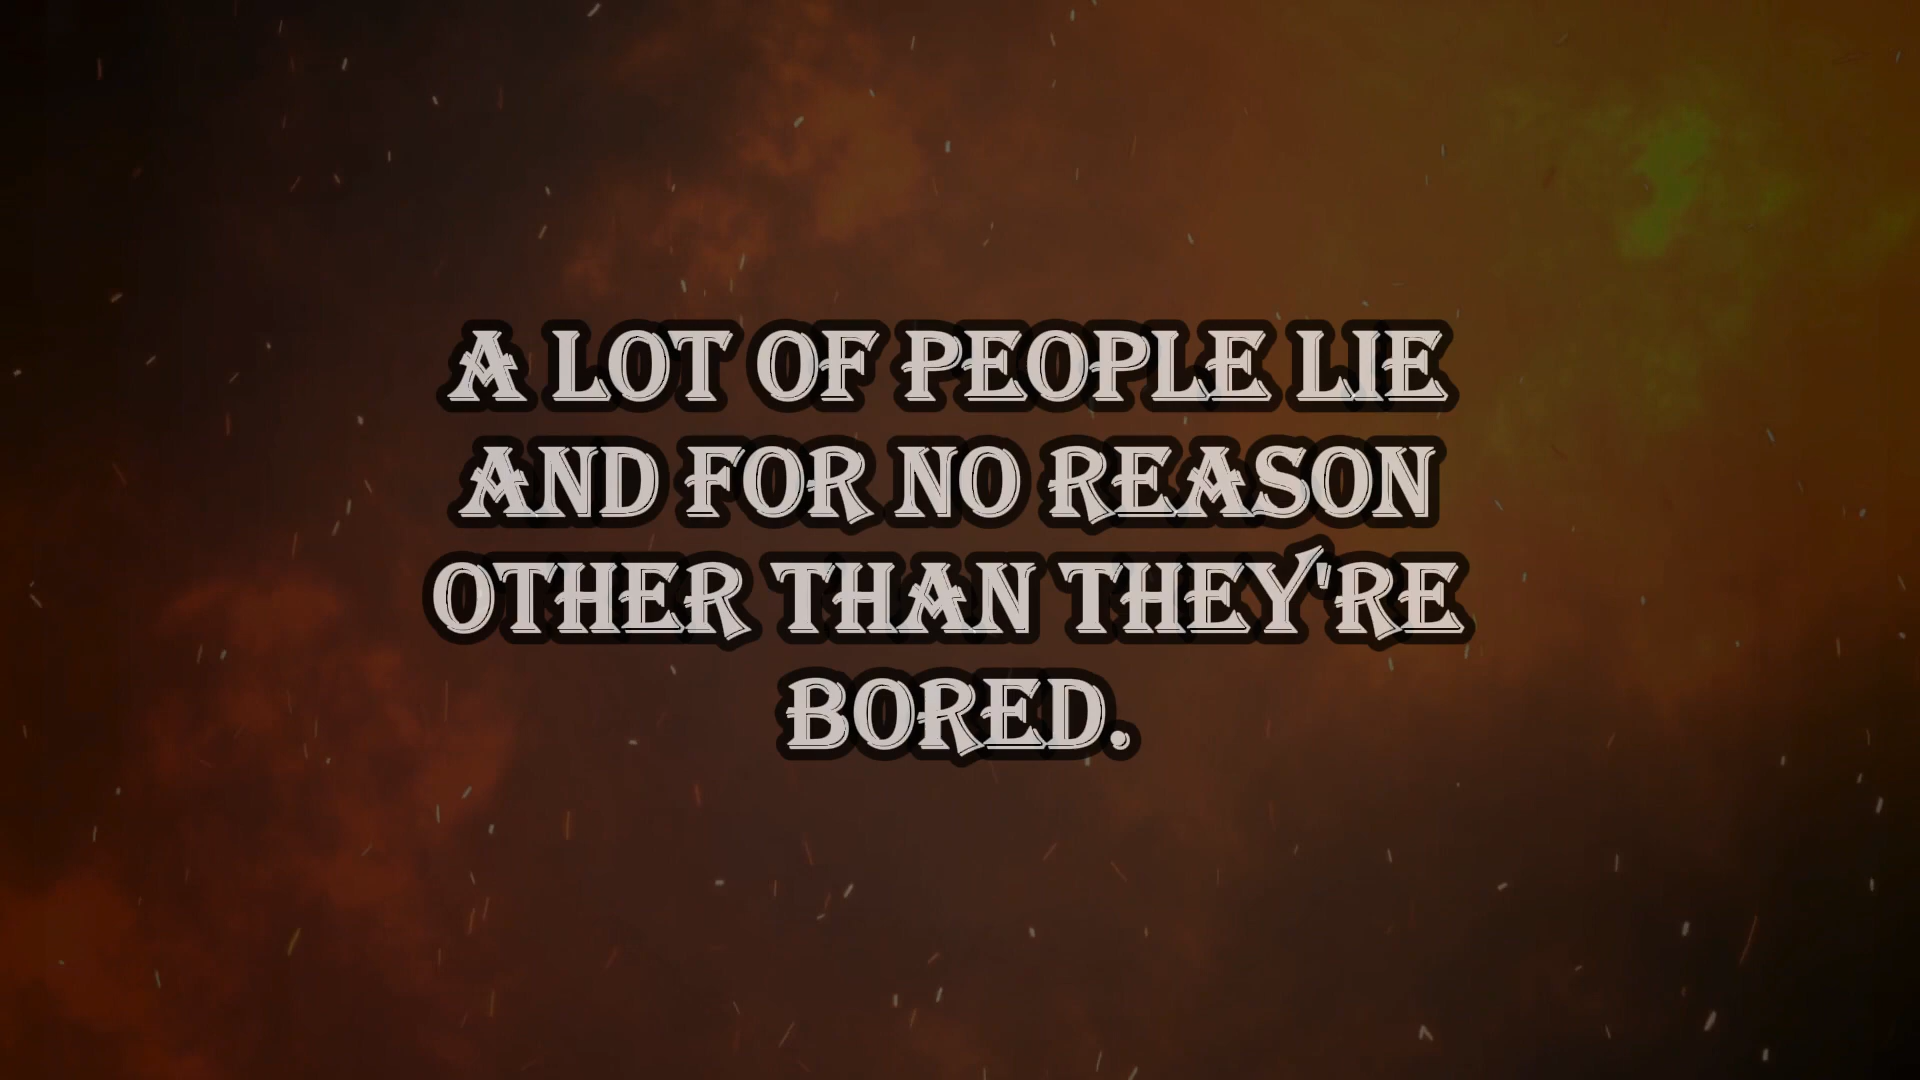 A LOT OF PEOPLE LIE
AND FOR NO REASON
OTHER THAN THEY'RE
BORED.